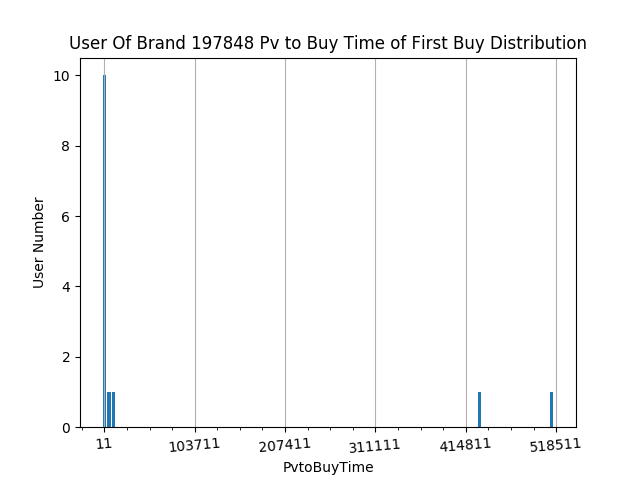 User Of Brand 197848 Pv to Buy Time of First Buy Distribution
10
8
6
4
2
0
User Number
11 103711 207411 311111 414811 518511
PvtoBuyTime